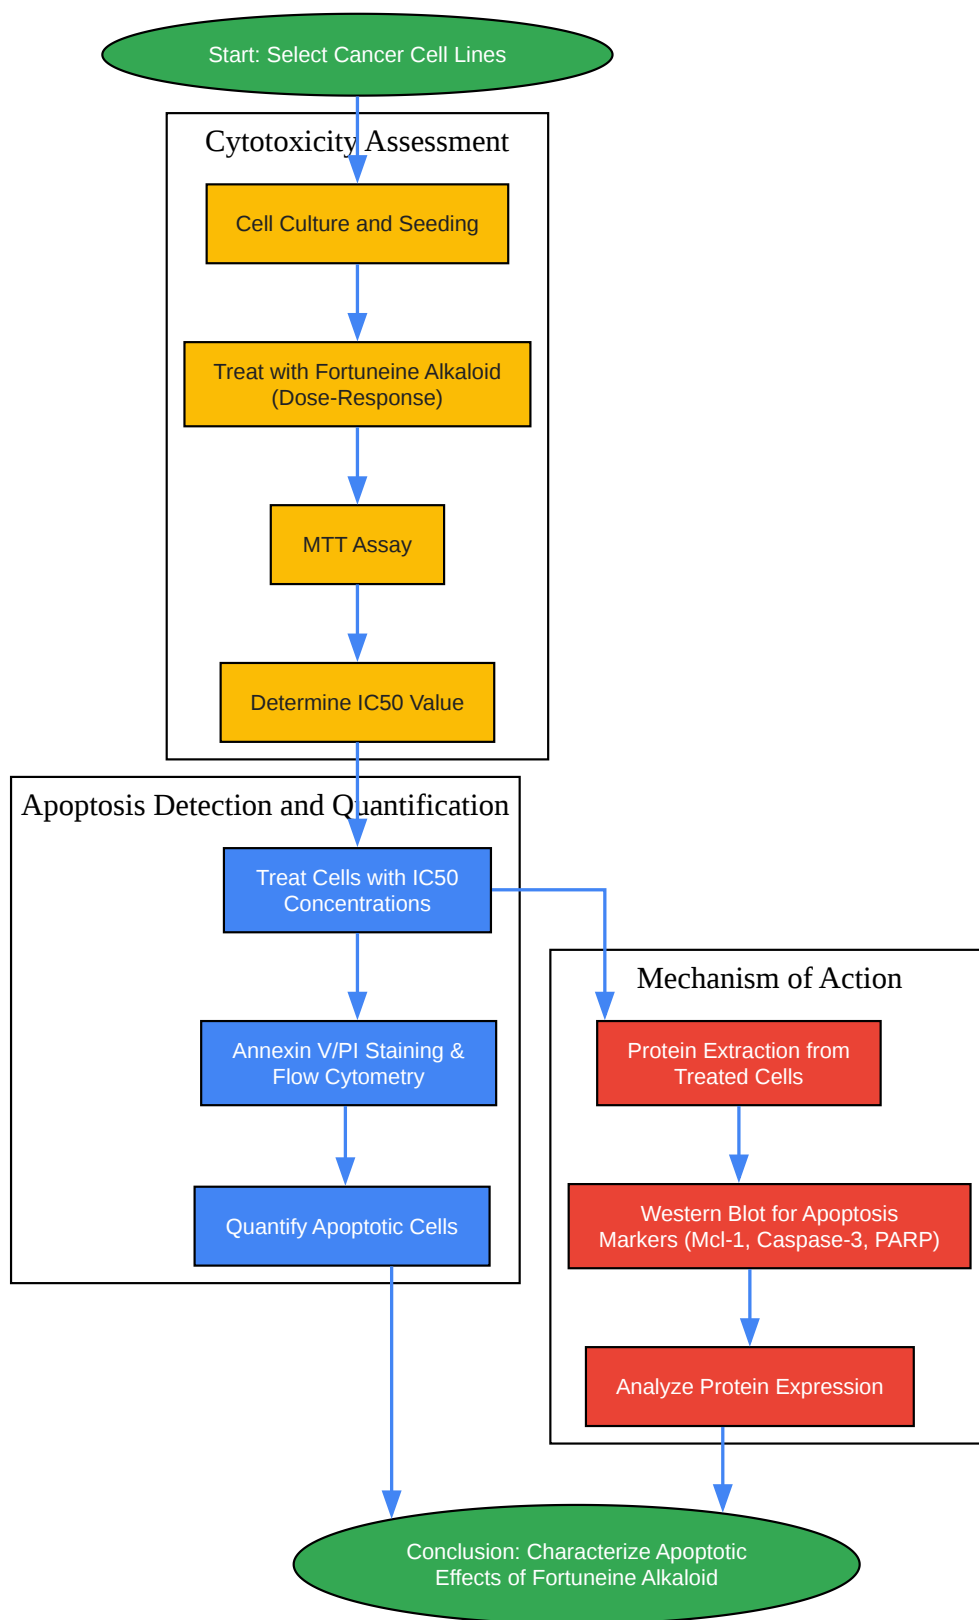 Start: Select Cancer Cell Lines
Cytotoxicity Assessment
Cell Culture and Seeding
Treat with Fortuneine Alkaloid
(Dose-Response)
MTT Assay
Determine IC50 Value
Apoptosis Detection and Quantification
Treat Cells with IC50
Concentrations
Annexin V/PI Staining &
Flow Cytometry
Quantify Apoptotic Cells
Mechanism of Action
Protein Extraction from
Treated Cells
Western Blot for Apoptosis
Markers (Mcl-1, Caspase-3, PARP)
Analyze Protein Expression
Conclusion: Characterize Apoptotic
Effects of Fortuneine Alkaloid